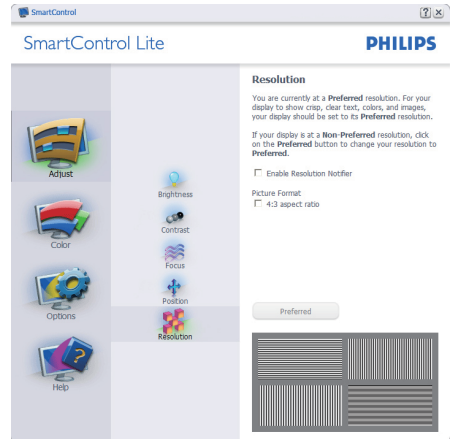 SmartControl
?
SmartControl Lite
PHILIPS
Adjust
Color
Options
?
Help
Brightness
Contrast
Focus
Position
Resolution
Resolution
You are currently at a Preferred resolution. For your
display to show crisp, clear text, colors, and images,
your display should be set to its Preferred resolution.
If your display is at a Non-Preferred resolution, click
on the Preferred button to change your resolution to
Preferred.
Enable Resolution Notifier
Picture Format
4:3 aspect ratio
Preferred